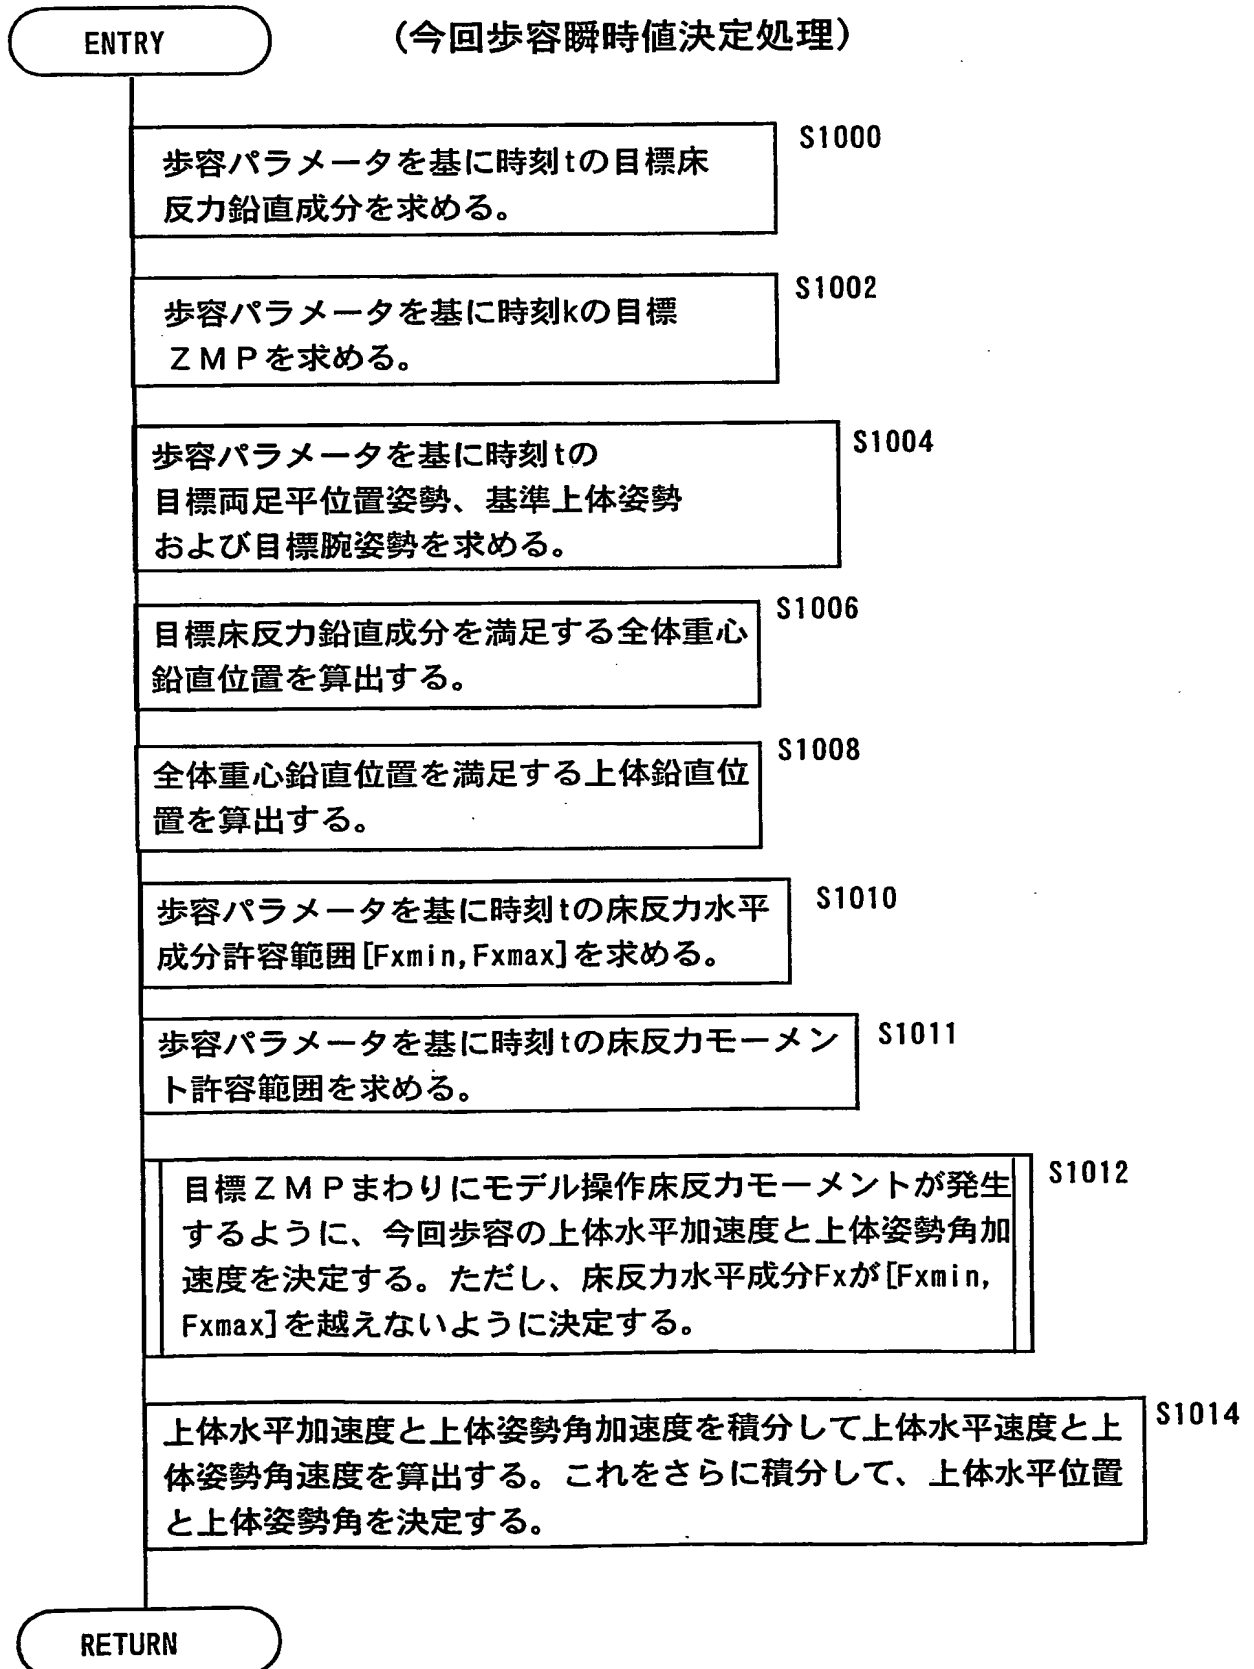 ENTRY
(今回歩容瞬時値決定処理)
S1000
歩容パラメータを基に時刻tの目標床
反力鉛直成分を求める。
S1002
歩容パラメータを基に時刻kの目標
ZMPを求める。
S1004
歩容パラメータを基に時刻tの
目標両足平位置姿勢、基準上体姿勢
および目標腕姿勢を求める。
S1006
目標床反力鉛直成分を満足する全体重心
鉛直位置を算出する。
S1008
全体重心鉛直位置を満足する上体鉛直位
置を算出する。
S1010
歩容パラメータを基に時刻tの床反力水平
成分許容範囲[Fxmin,Fxmax]を求める。
S1011
歩容パラメータを基に時刻tの床反力モーメン
ト許容範囲を求める。
S1012
目標ZMPまわりにモデル操作床反力モーメントが発生
するように、今回歩容の上体水平加速度と上体姿勢角加
速度を決定する。ただし、床反力水平成分Fxが[Fxmin,
Fxmax]を越えないように決定する。
S1014
上体水平加速度と上体姿勢角加速度を積分して上体水平速度と上
体姿勢角速度を算出する。これをさらに積分して、上体水平位置
と上体姿勢角を決定する。
RETURN